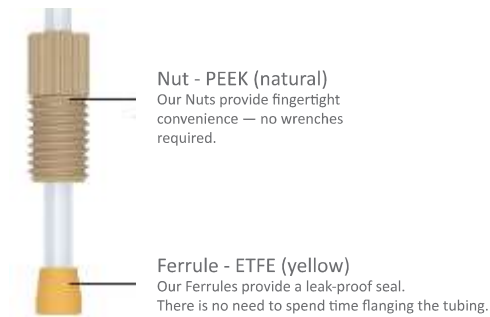 Nut - PEEK (natural)
Our Nuts provide fingertight
convenience — no wrenches
required.
Ferrule - ETFE (yellow)
Our Ferrules provide a leak-proof seal.
There is no need to spend time flanging the tubing.